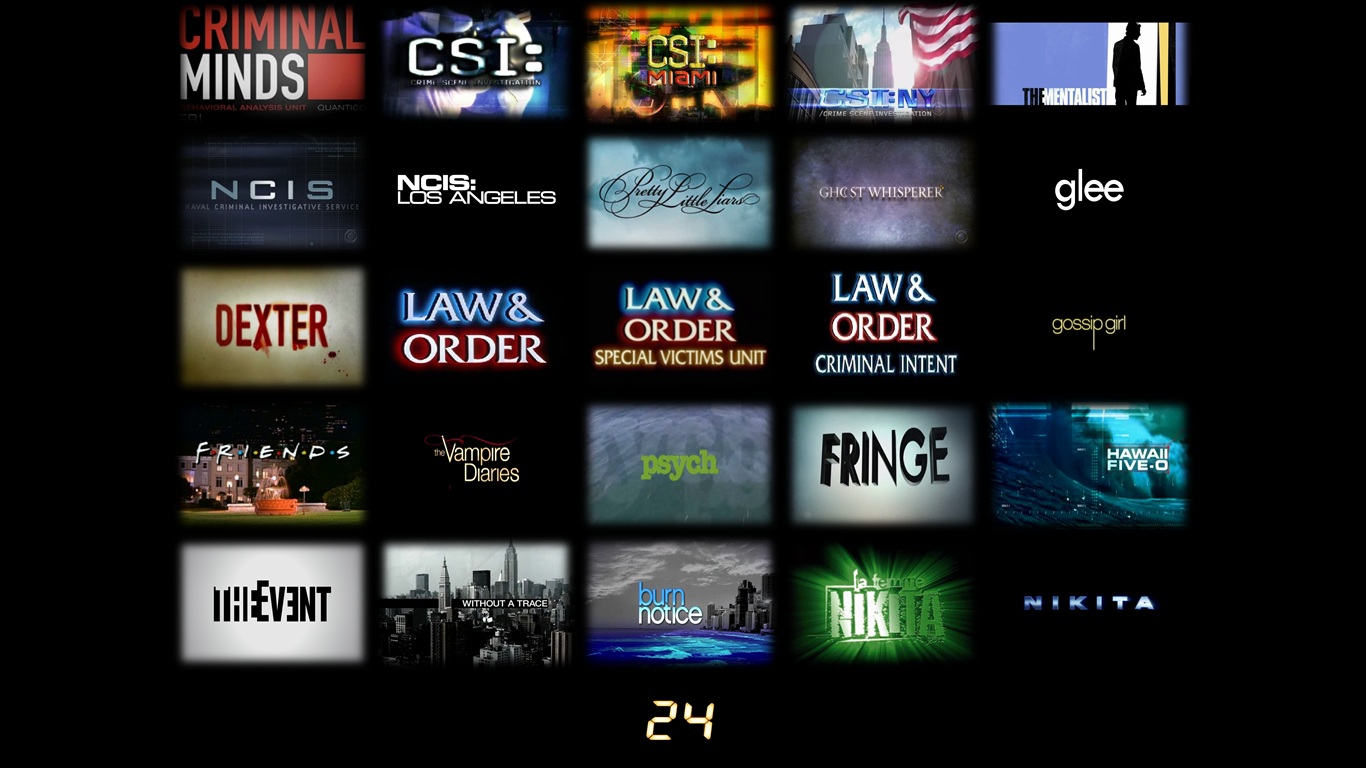 CRIMINAL
MINDS
BEHAVIORAL ANALYSIS UNIT QUANTICO
CSI:
CRIME SCENE INVESTIGATION
CSI:
MIAMI
CSI:NY
/CRIME SCENE INVESTIGATION
THEMENTALIST
NCIS
NAVAL CRIMINAL INVESTIGATIVE SERVICE
NCIS:
LOS ANGELES
Pretty
Little Liars
GHOST WHISPERER
glee
DEXTER
LAW &
ORDER
LAW &
ORDER
SPECIAL VICTIMS UNIT
LAW &
ORDER
CRIMINAL INTENT
gossip girl
F·R·I·E·N·D·S
the Vampire
Diaries
psych
FRINGE
HAWAII
FIVE-O
THE EVENT
WITHOUT A TRACE
burn
notice
la femme
NIKITA
NIKITA
24